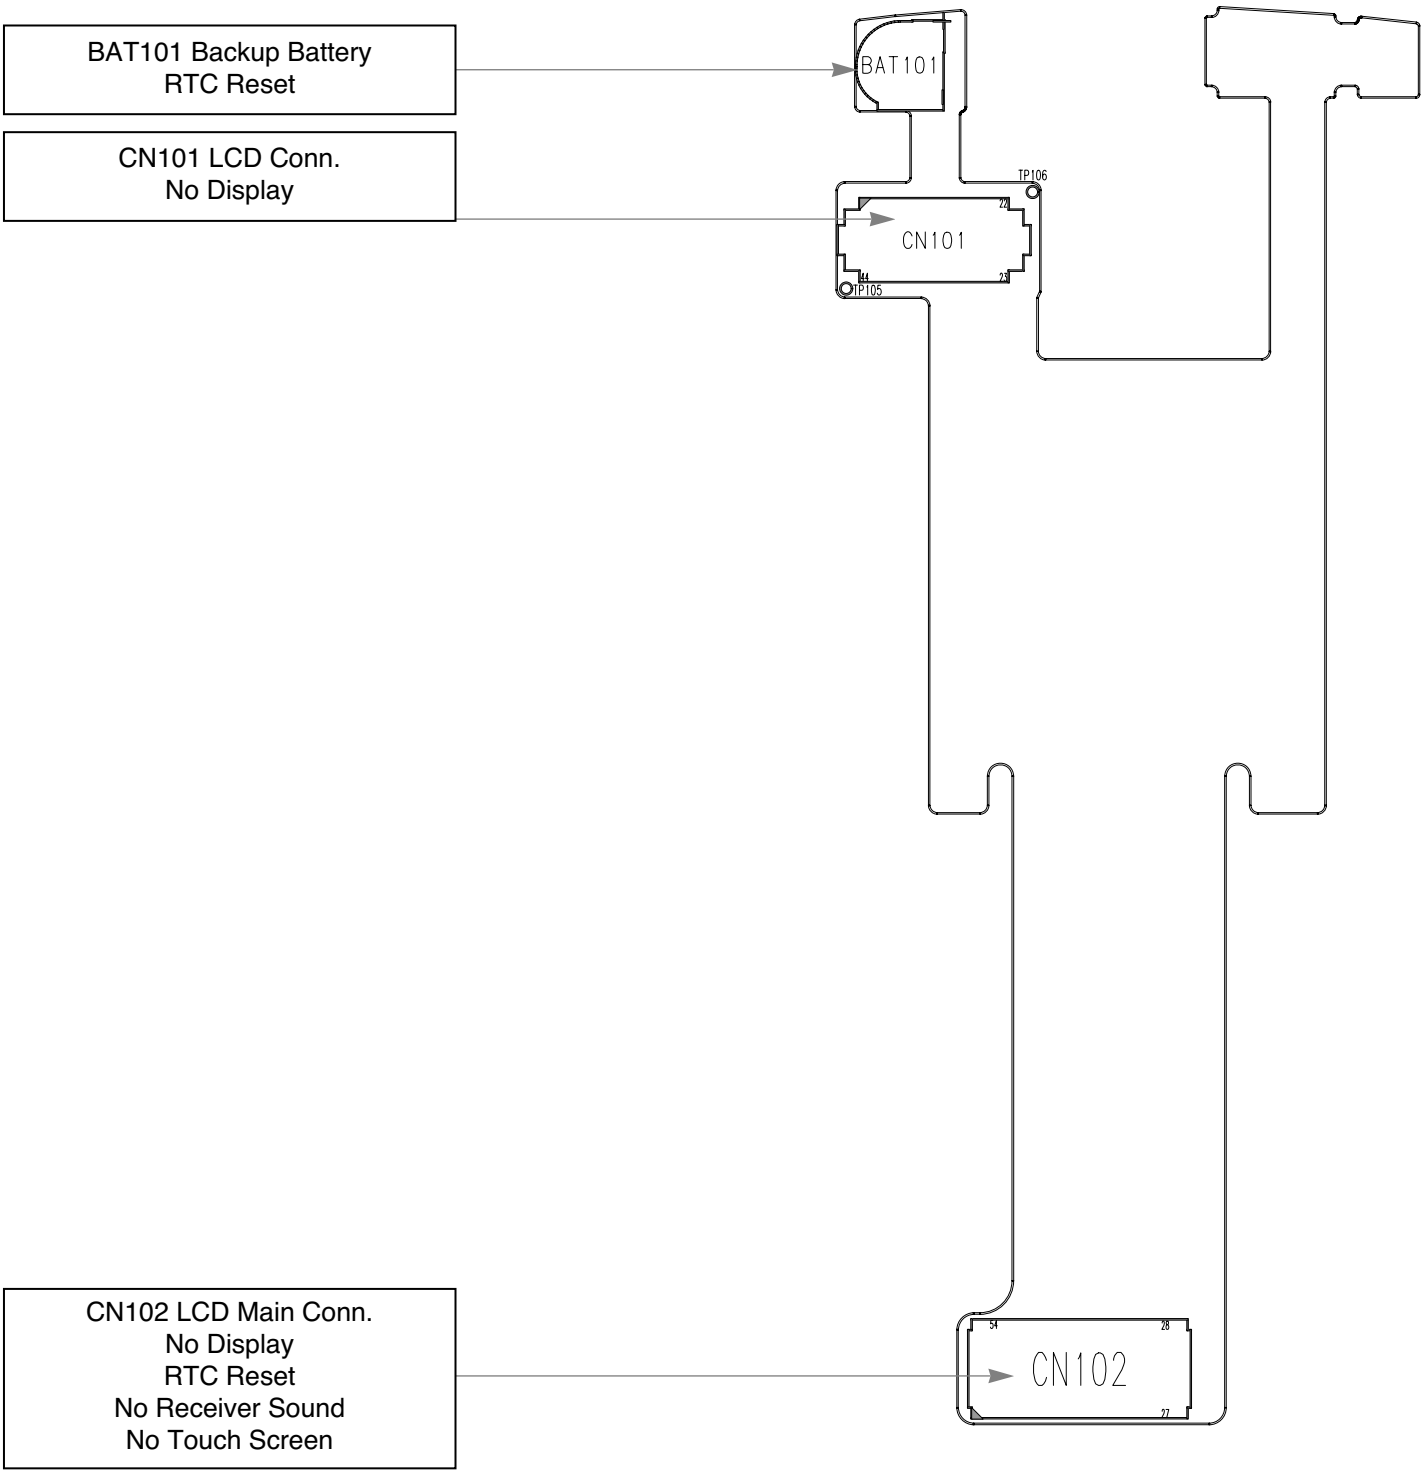 BAT101 Backup Battery
RTC Reset
BAT101
CN101 LCD Conn.
No Display
TP106
22
CN101
44
23
TP105
CN102 LCD Main Conn.
No Display
RTC Reset
No Receiver Sound
No Touch Screen
54
28
CN102
27